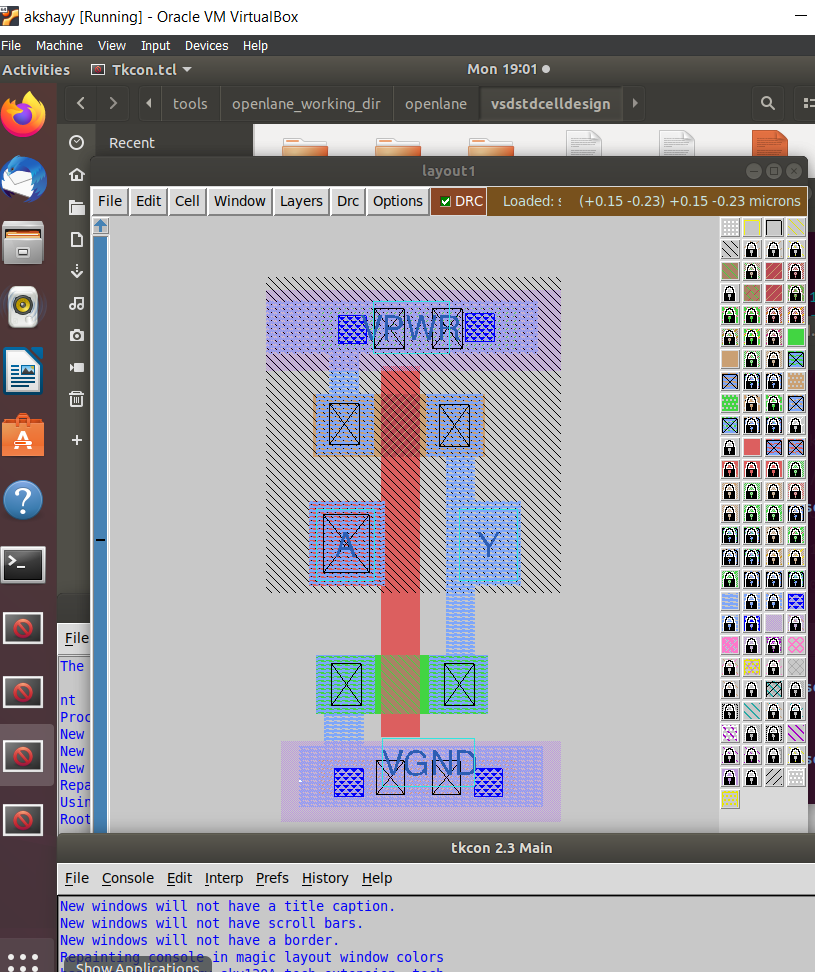 akshayy [Running] - Oracle VM VirtualBox
File Machine View Input Devices Help
Activities Tkcon.tcl Mon 19:01
tools openlane_working_dir openlane vsdstdcelldesign
Recent
layout1
File Edit Cell Window Layers Drc Options DRC Loaded: s (+0.15 -0.23) +0.15 -0.23 microns
VPWR
A Y
VGND
File
The
nt
Proc
New
New
New
Repa
Usin
Root
tkcon 2.3 Main
File Console Edit Interp Prefs History Help
New windows will not have a title caption.
New windows will not have scroll bars.
New windows will not have a border.
Repainting console in magic layout window colors
Show Applications